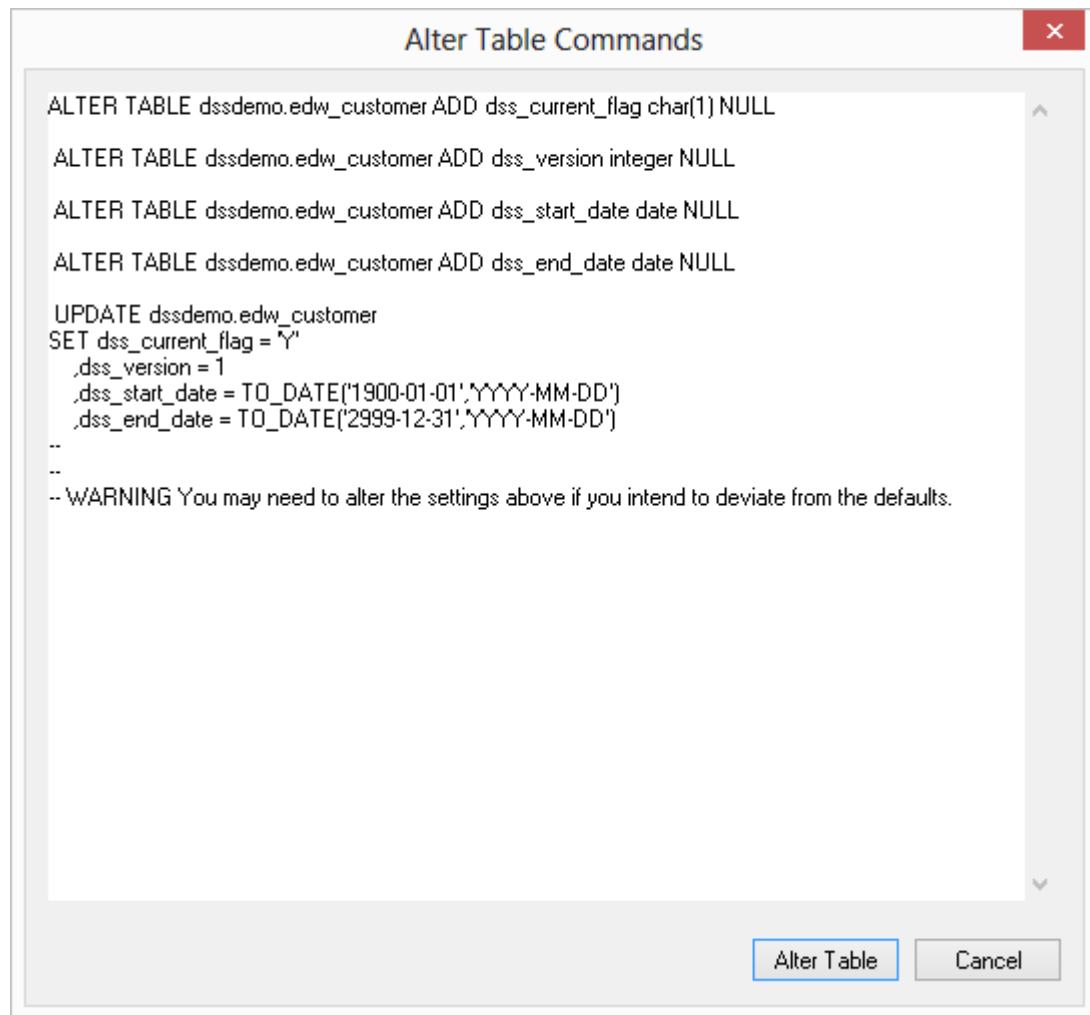 Alter Table Commands
ALTER TABLE dssdemo.edw_customer ADD dss_current_flag char(1) NULL
ALTER TABLE dssdemo.edw_customer ADD dss_version integer NULL
ALTER TABLE dssdemo.edw_customer ADD dss_start_date date NULL
ALTER TABLE dssdemo.edw_customer ADD dss_end_date date NULL
UPDATE dssdemo.edw_customer
SET dss_current_flag = 'Y'
,dss_version = 1
,dss_start_date = TO_DATE('1900-01-01','YYYY-MM-DD')
,dss_end_date = TO_DATE('2999-12-31','YYYY-MM-DD')
--
--
-- WARNING You may need to alter the settings above if you intend to deviate from the defaults.
Alter Table
Cancel